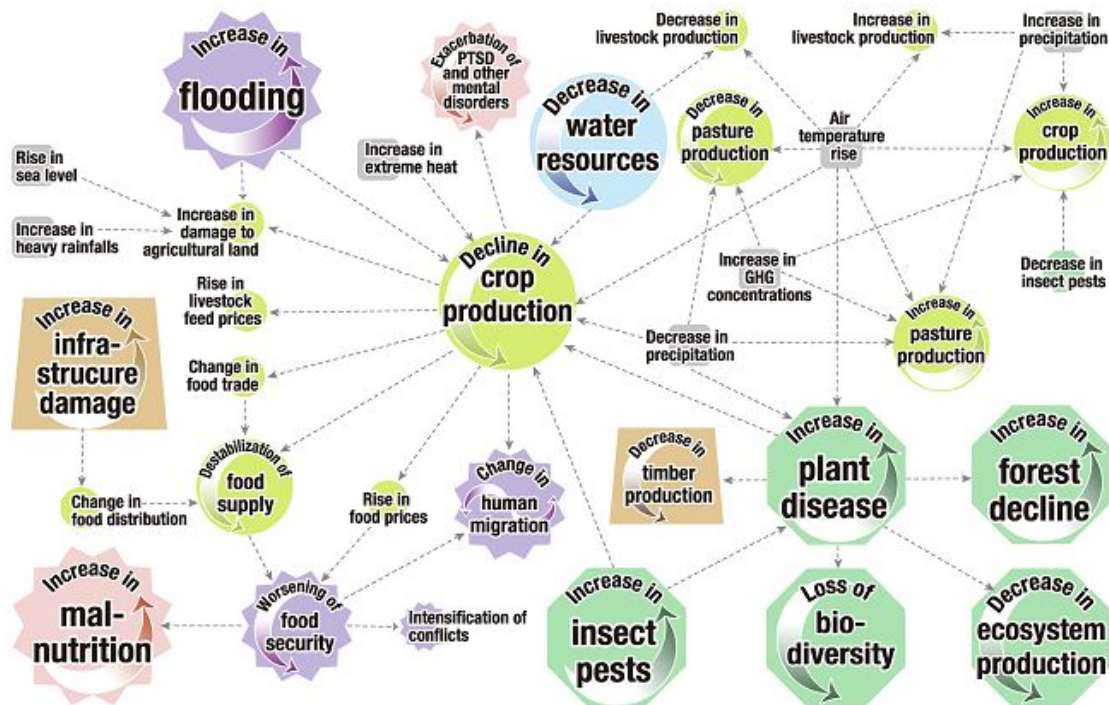 Increase in
flooding
Exacerbation of
PTSD
and other
mental
disorders
Decrease in
livestock production
Increase in
livestock production
Increase in
precipitation
Decrease in
water
resources
Decrease in
pasture
production
Air
temperature
rise
Increase in
crop
production
Rise in
sea level
Increase in
extreme heat
Increase in
heavy rainfalls
Increase in
damage to
agricultural land
Decline in
crop
production
Increase in
GHG
concentrations
Decrease in
insect pests
Rise in
livestock
feed prices
Increase in
infra-
strucure
damage
Decrease in
precipitation
Increase in
pasture
production
Change in
food trade
Destabilization of
food
supply
Change in
food distribution
Rise in
food prices
Change in
human
migration
Decrease in
timber
production
Increase in
plant
disease
Increase in
forest
decline
Increase in
mal-
nutrition
Worsening of
food
security
Intensification of
conflicts
Increase in
insect
pests
Loss of
bio-
diversity
Decrease in
ecosystem
production